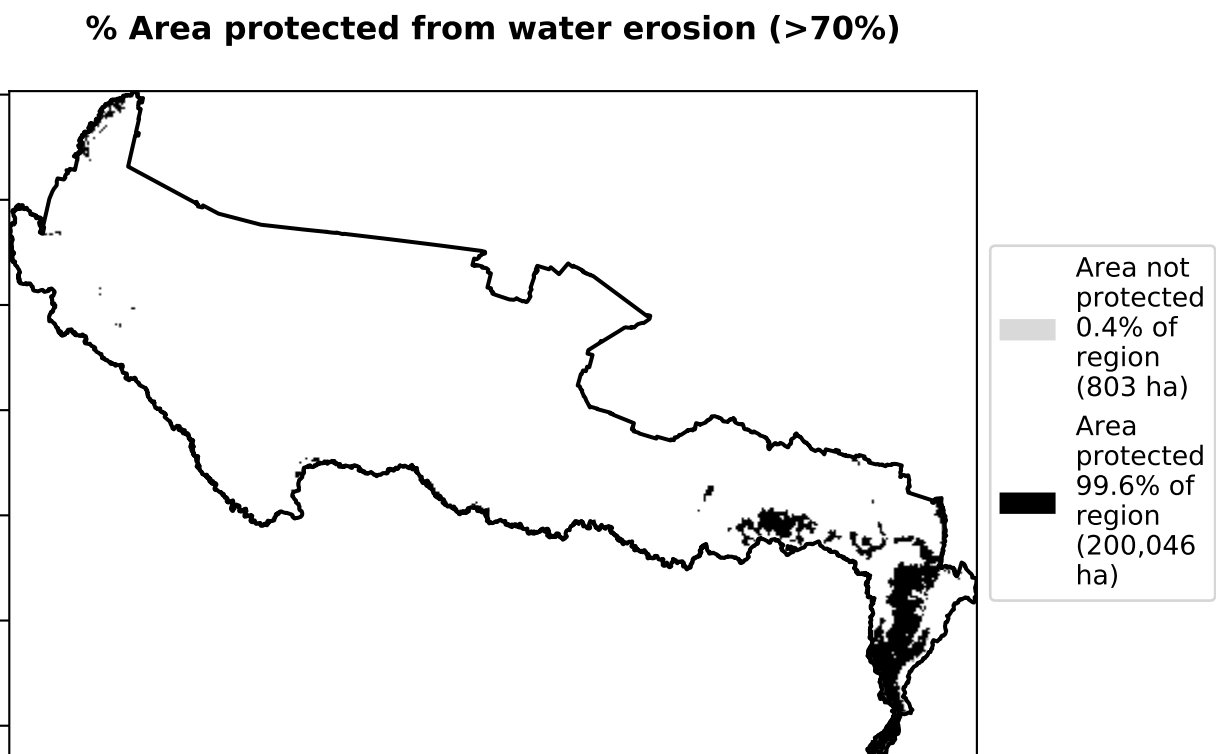 % Area protected from water erosion (>70%)
Area not
protected
0.4% of
region
(803 ha)
Area
protected
99.6% of
region
(200,046
ha)